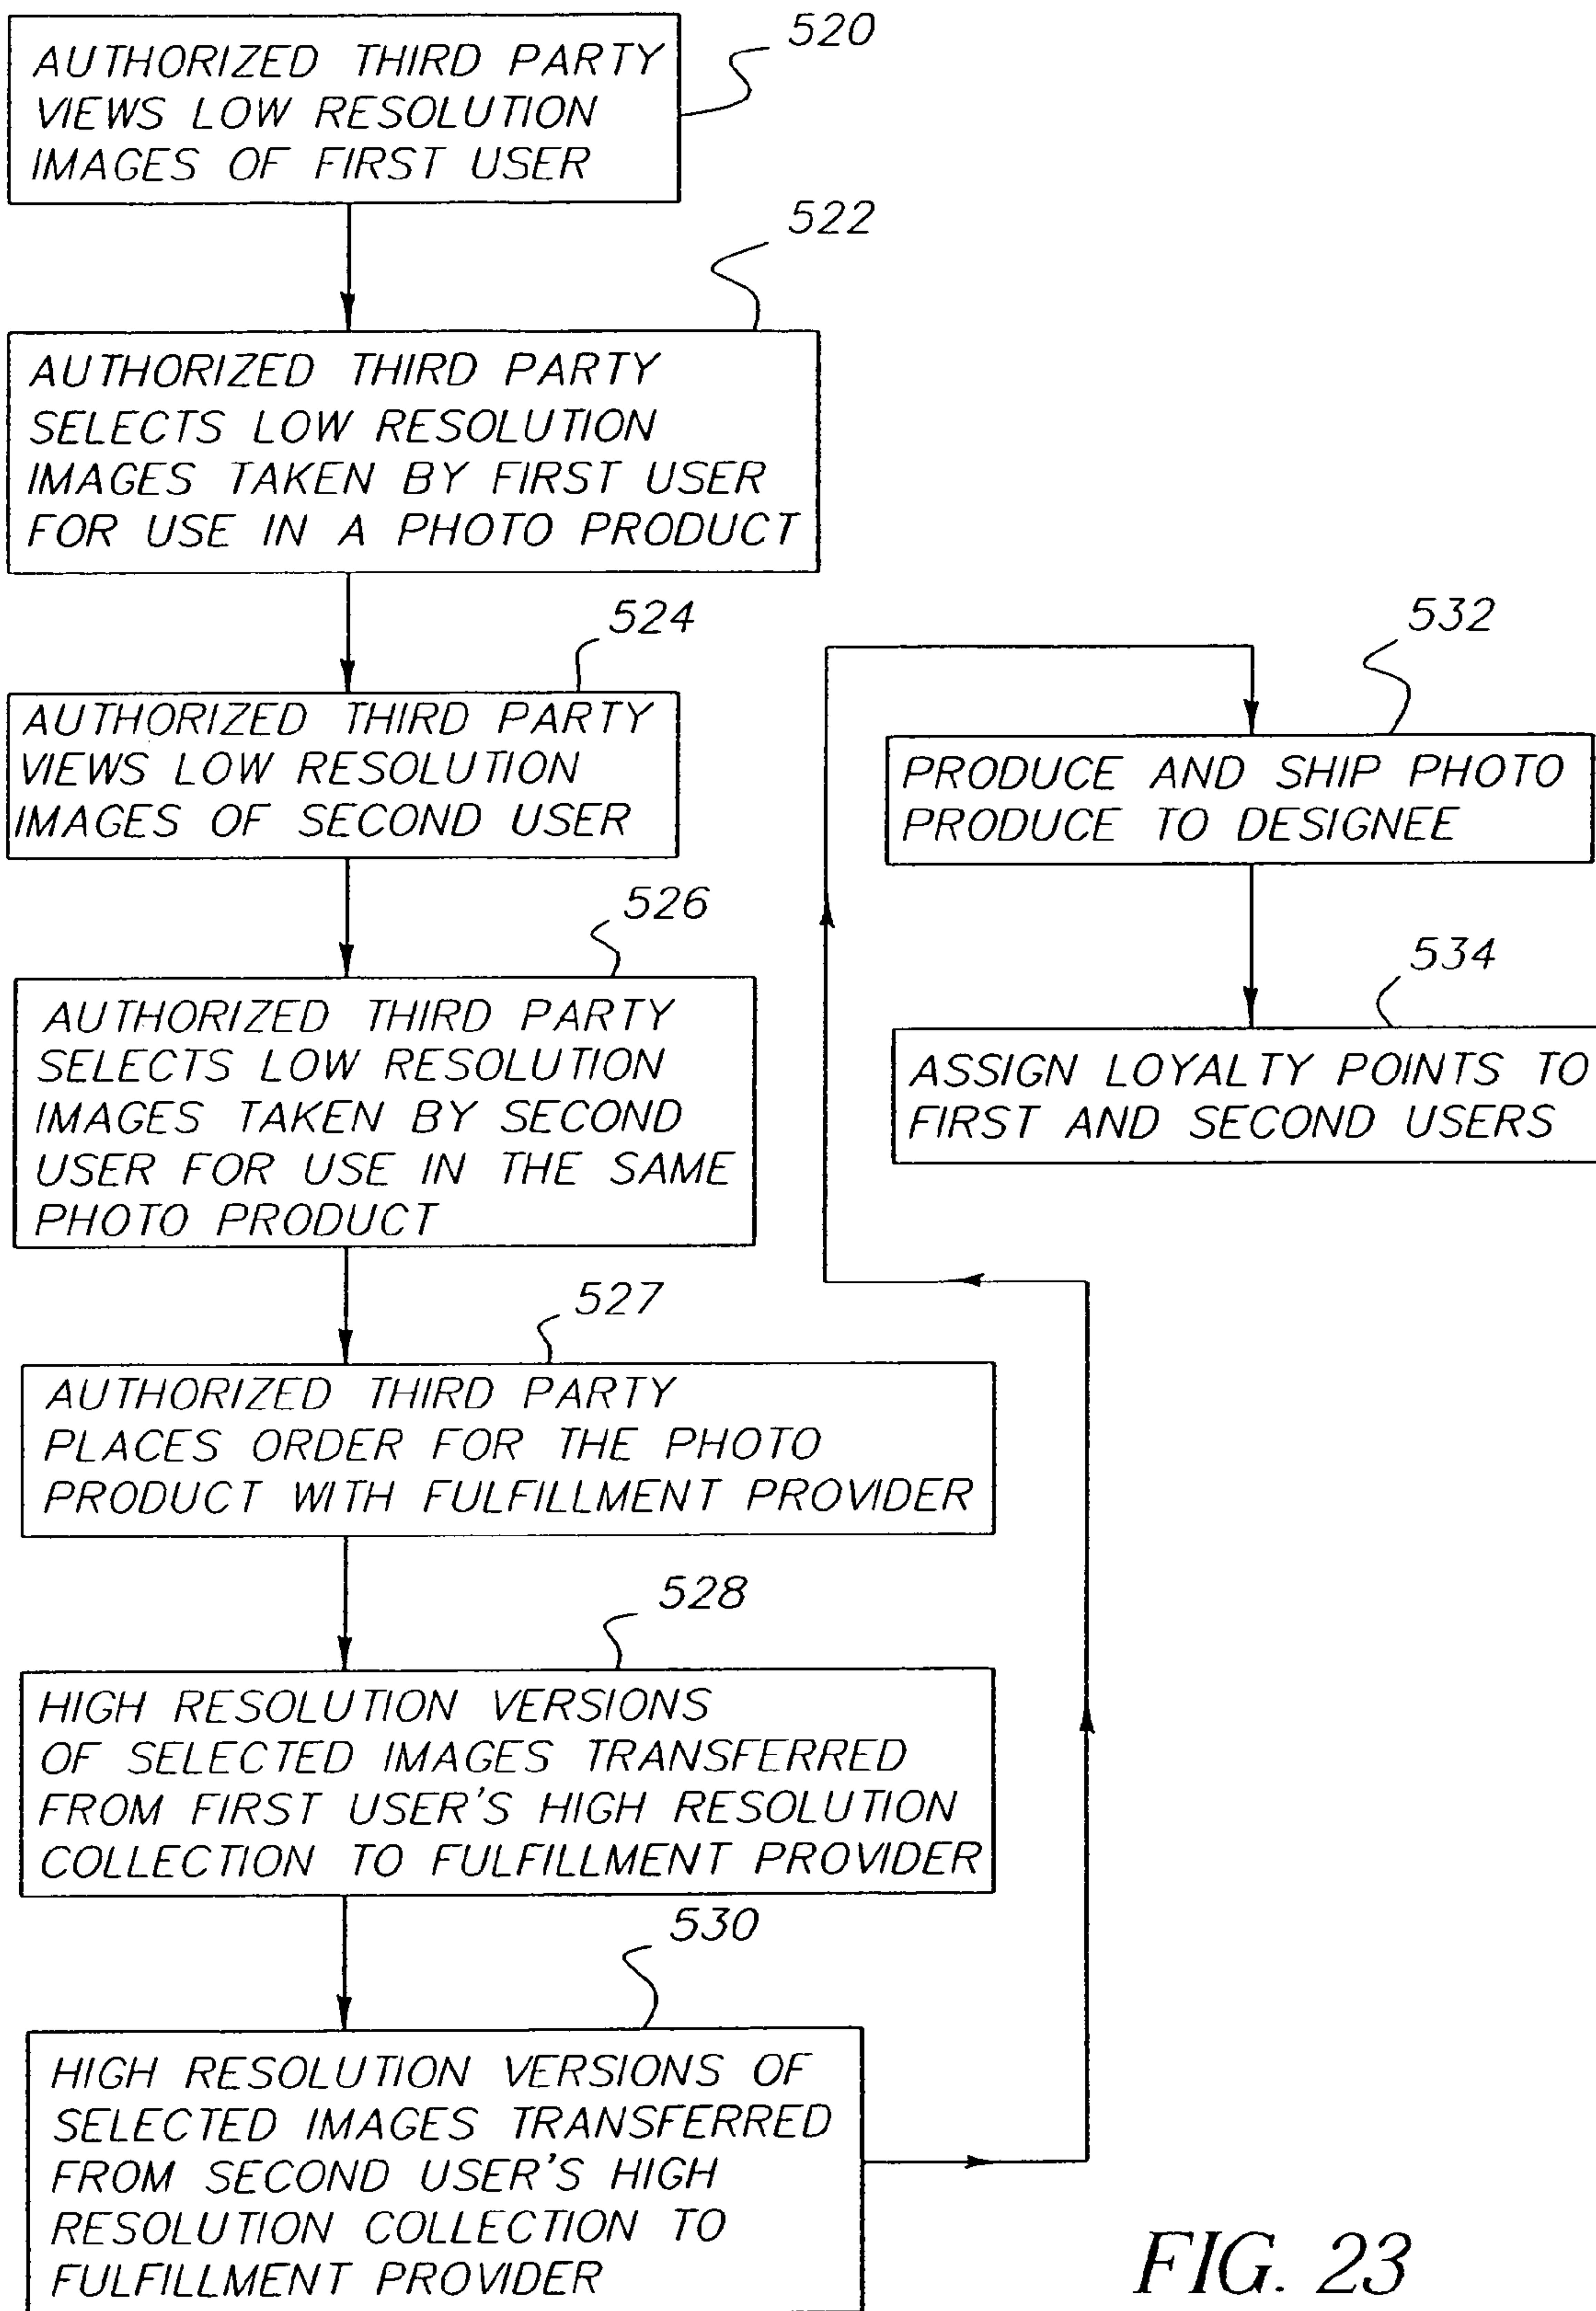 520
AUTHORIZED THIRD PARTY
VIEWS LOW RESOLUTION
IMAGES OF FIRST USER
522
AUTHORIZED THIRD PARTY
SELECTS LOW RESOLUTION
IMAGES TAKEN BY FIRST USER
FOR USE IN A PHOTO PRODUCT
524
AUTHORIZED THIRD PARTY
VIEWS LOW RESOLUTION
IMAGES OF SECOND USER
526
AUTHORIZED THIRD PARTY
SELECTS LOW RESOLUTION
IMAGES TAKEN BY SECOND
USER FOR USE IN THE SAME
PHOTO PRODUCT
527
AUTHORIZED THIRD PARTY
PLACES ORDER FOR THE PHOTO
PRODUCT WITH FULFILLMENT PROVIDER
528
HIGH RESOLUTION VERSIONS
OF SELECTED IMAGES TRANSFERRED
FROM FIRST USER'S HIGH RESOLUTION
COLLECTION TO FULFILLMENT PROVIDER
530
HIGH RESOLUTION VERSIONS OF
SELECTED IMAGES TRANSFERRED
FROM SECOND USER'S HIGH
RESOLUTION COLLECTION TO
FULFILLMENT PROVIDER
532
PRODUCE AND SHIP PHOTO
PRODUCE TO DESIGNEE
534
ASSIGN LOYALTY POINTS TO
FIRST AND SECOND USERS
FIG. 23